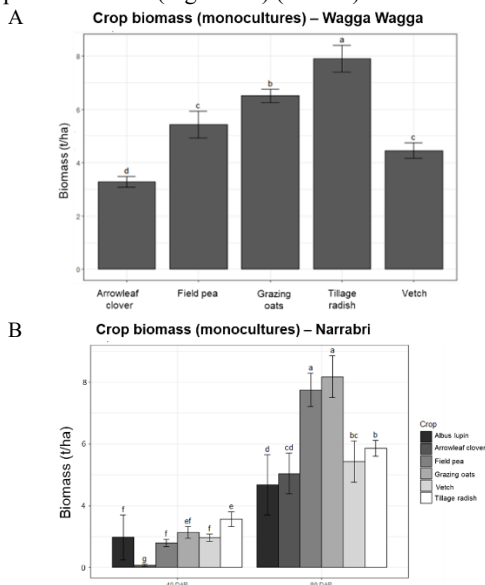 A
Crop biomass (monocultures) – Wagga Wagga
Biomass (t/ha)
8
6
4
2
0
d
c
b
a
c
Arrowleaf clover
Field pea
Grazing oats
Tillage radish
Vetch
B
Crop biomass (monocultures) – Narrabri
Biomass (t/ha)
8
6
4
0
f
g
f
ef
f
e
d
cd
a
a
bc
b
Crop
Albus lupin
Arrowleaf clover
Field pea
Grazing oats
Vetch
Tillage radish